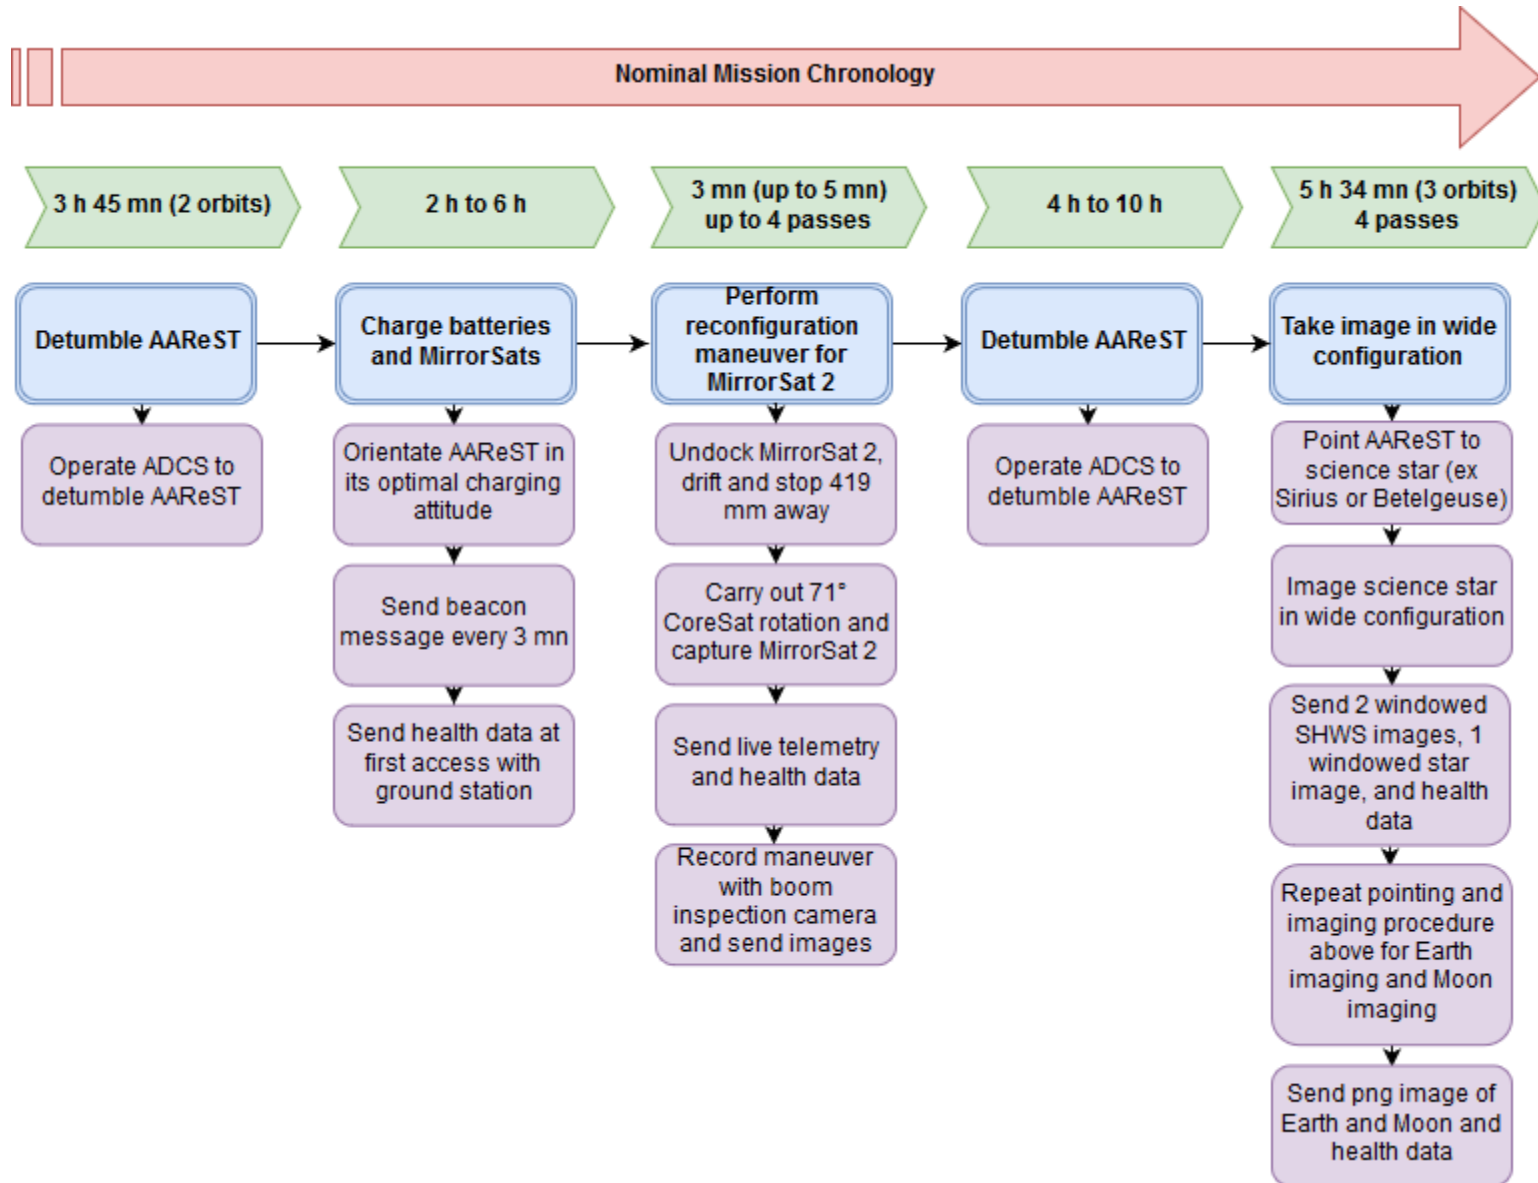 Nominal Mission Chronology
3 h 45 mn (2 orbits)
2 h to 6 h
3 mn (up to 5 mn)
up to 4 passes
4 h to 10 h
5 h 34 mn (3 orbits)
4 passes
Detumble AAReST
Charge batteries
and MirrorSats
Perform
reconfiguration
maneuver for
MirrorSat 2
Detumble AAReST
Take image in wide
configuration
Operate ADCS to
detumble AAReST
Orientate AAReST in
its optimal charging
attitude
Send beacon
message every 3 mn
Send health data at
first access with
ground station
Undock MirrorSat 2,
drift and stop 419
mm away
Carry out 71°
CoreSat rotation and
capture MirrorSat 2
Send live telemetry
and health data
Record maneuver
with boom
inspection camera
and send images
Operate ADCS to
detumble AAReST
Point AAReST to
science star (ex
Sirius or Betelgeuse)
Image science star
in wide configuration
Send 2 windowed
SHWS images, 1
windowed star
image, and health
data
Repeat pointing and
imaging procedure
above for Earth
imaging and Moon
imaging
Send png image of
Earth and Moon and
health data